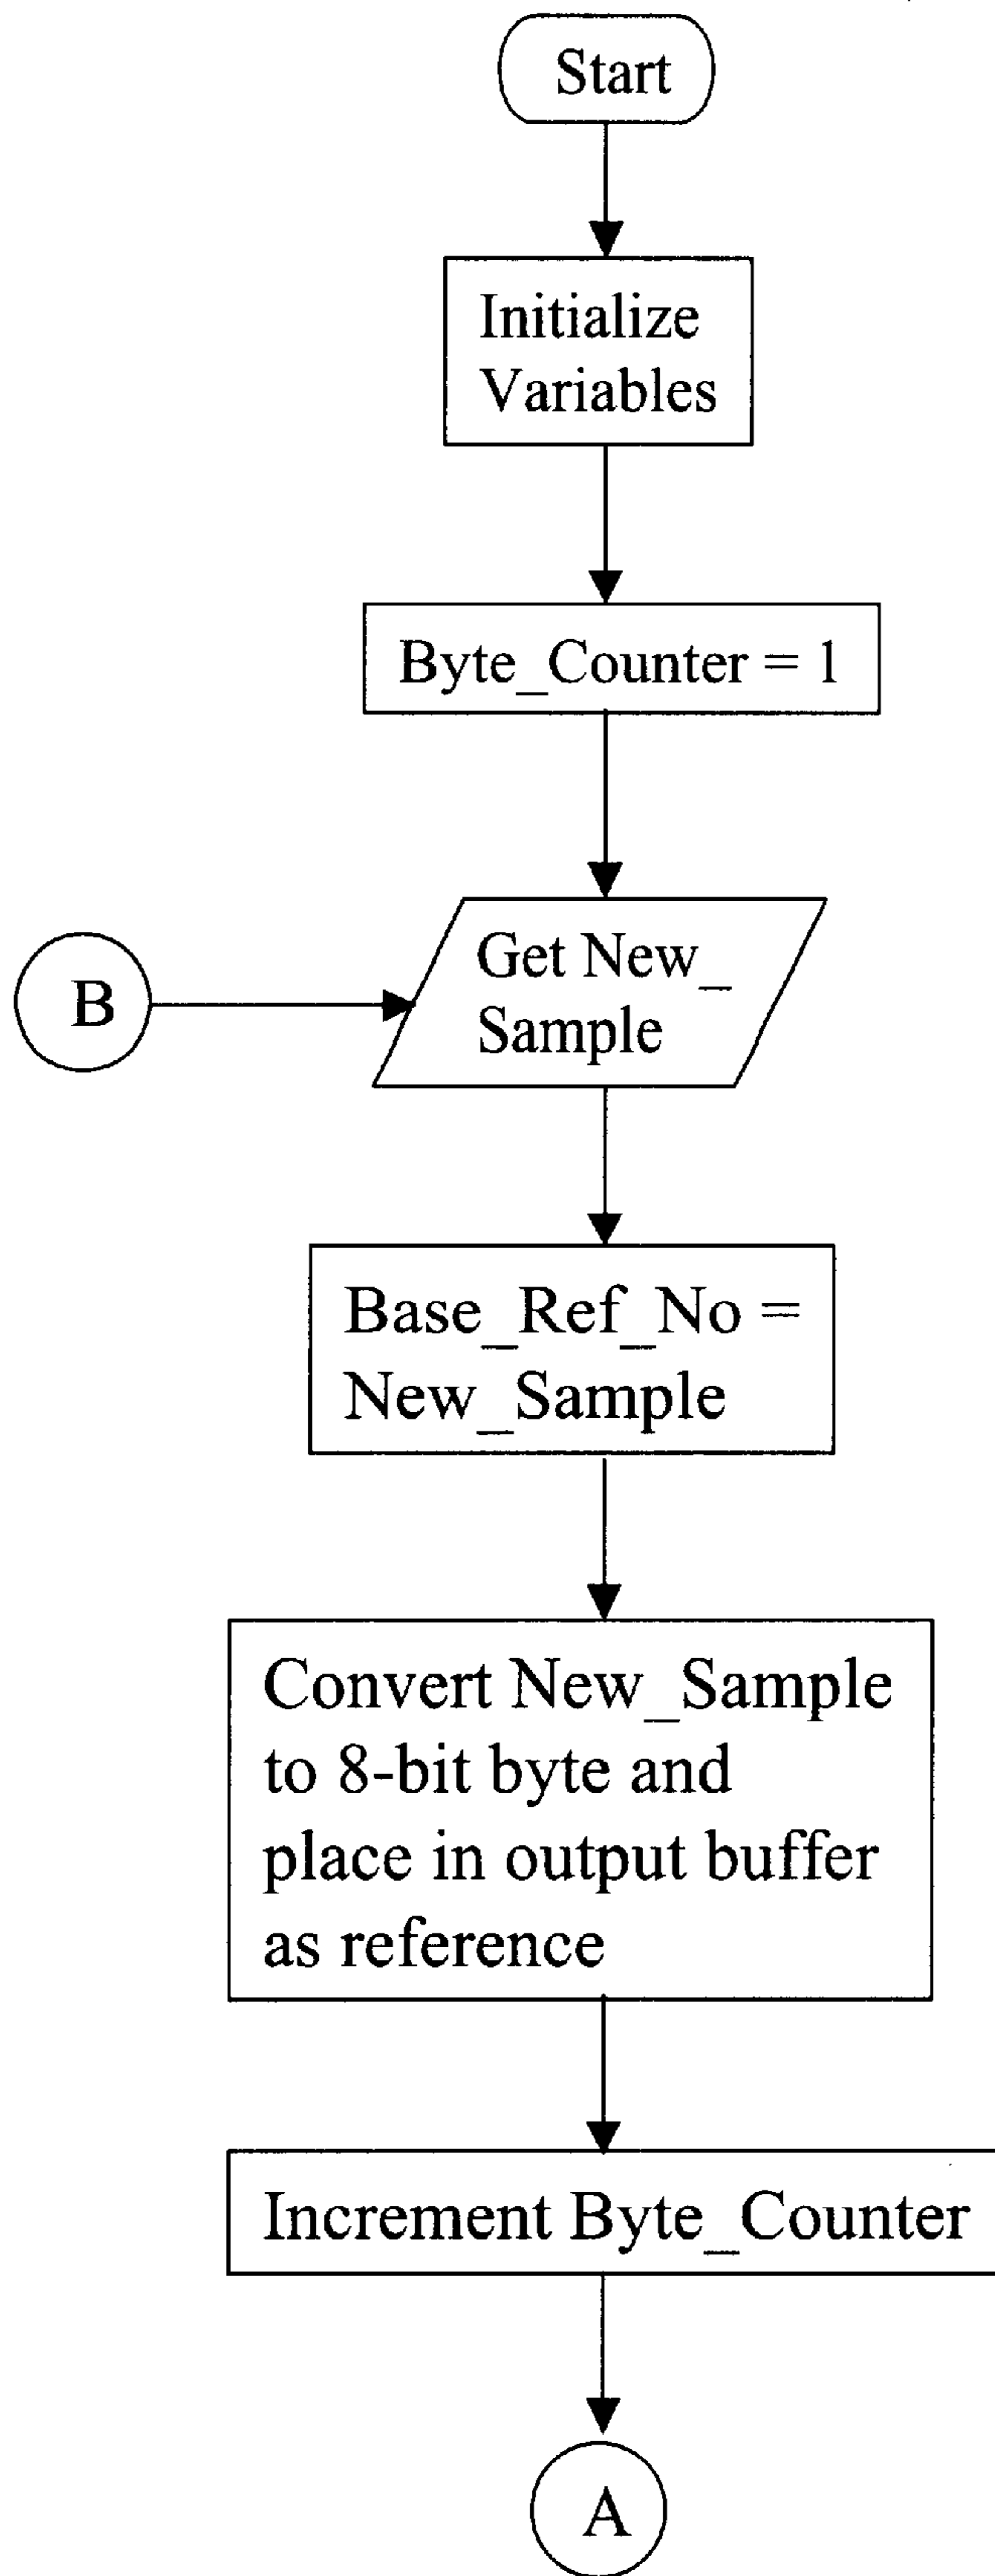 Start
Initialize
Variables
Byte_Counter = 1
Get New_
Sample
B
Base_Ref_No =
New_Sample
Convert New_Sample
to 8-bit byte and
place in output buffer
as reference
Increment Byte_Counter
A